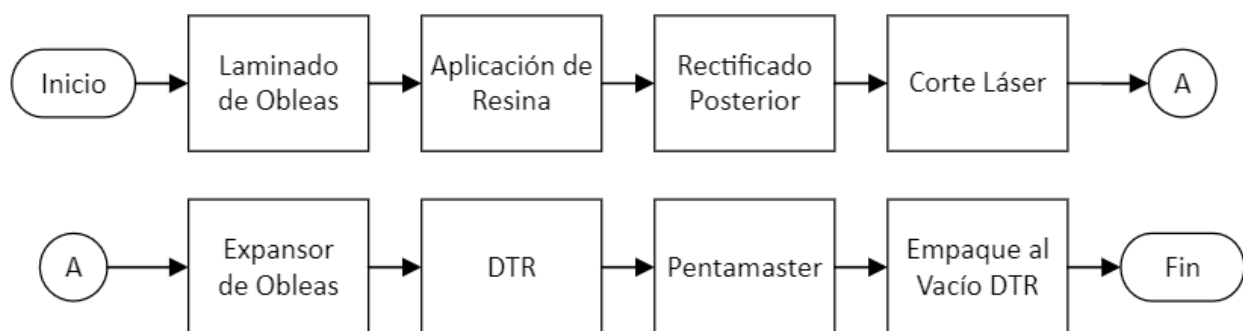 Inicio
Laminado
de Obleas
Aplicación de
Resina
Rectificado
Posterior
Corte Láser
A
A
Expansor
de Obleas
DTR
Pentamaster
Empaque al
Vacío DTR
Fin